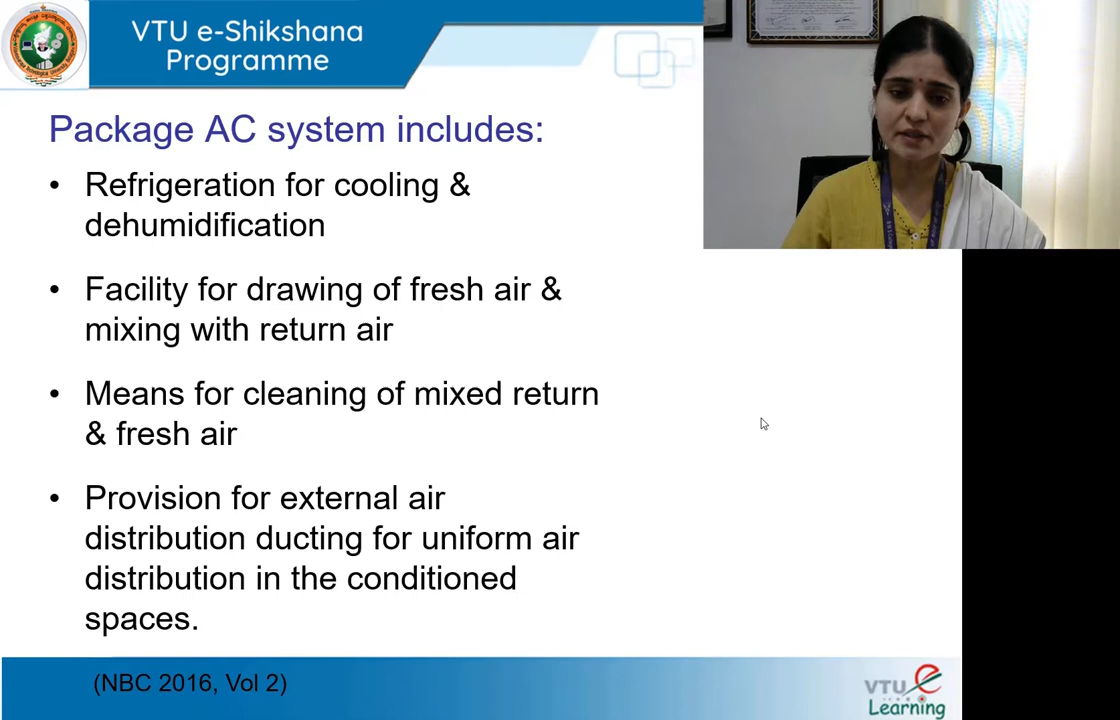 VTU e-Shikshana
Programme
Package AC system includes:
• Refrigeration for cooling &
dehumidification
• Facility for drawing of fresh air &
mixing with return air
• Means for cleaning of mixed return
& fresh air
• Provision for external air
distribution ducting for uniform air
distribution in the conditioned
spaces.
(NBC 2016, Vol 2)
VTU e
Learning